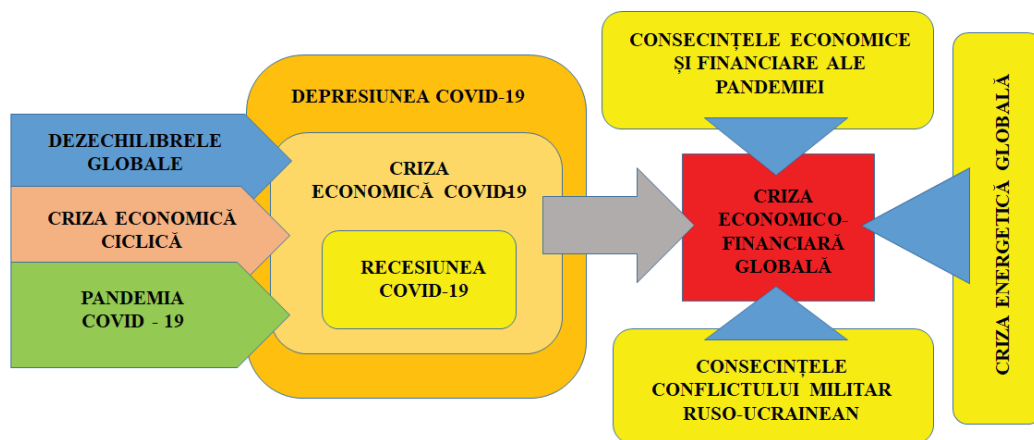 DEZECHILIBRELE
GLOBALE
CRIZA ECONOMICĂ
CICLICĂ
PANDEMIA
COVID - 19
DEPRESIUNEA COVID-19
CRIZA
ECONOMICĂ COVID-19
RECESIUNEA
COVID-19
CONSECINȚELE ECONOMICE
ȘI FINANCIARE ALE
PANDEMIEI
CRIZA
ECONOMICO-
FINANCIARĂ
GLOBALĂ
CONSECINȚELE
CONFLICTULUI MILITAR
RUSO-UCRAINEAN
CRIZA ENERGETICĂ GLOBALĂ